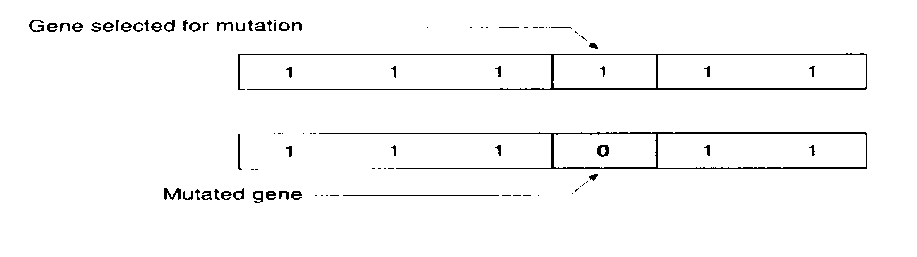 Gene selected for mutation
1 1 1 1 1 1
1 1 1 0 1 1
Mutated gene